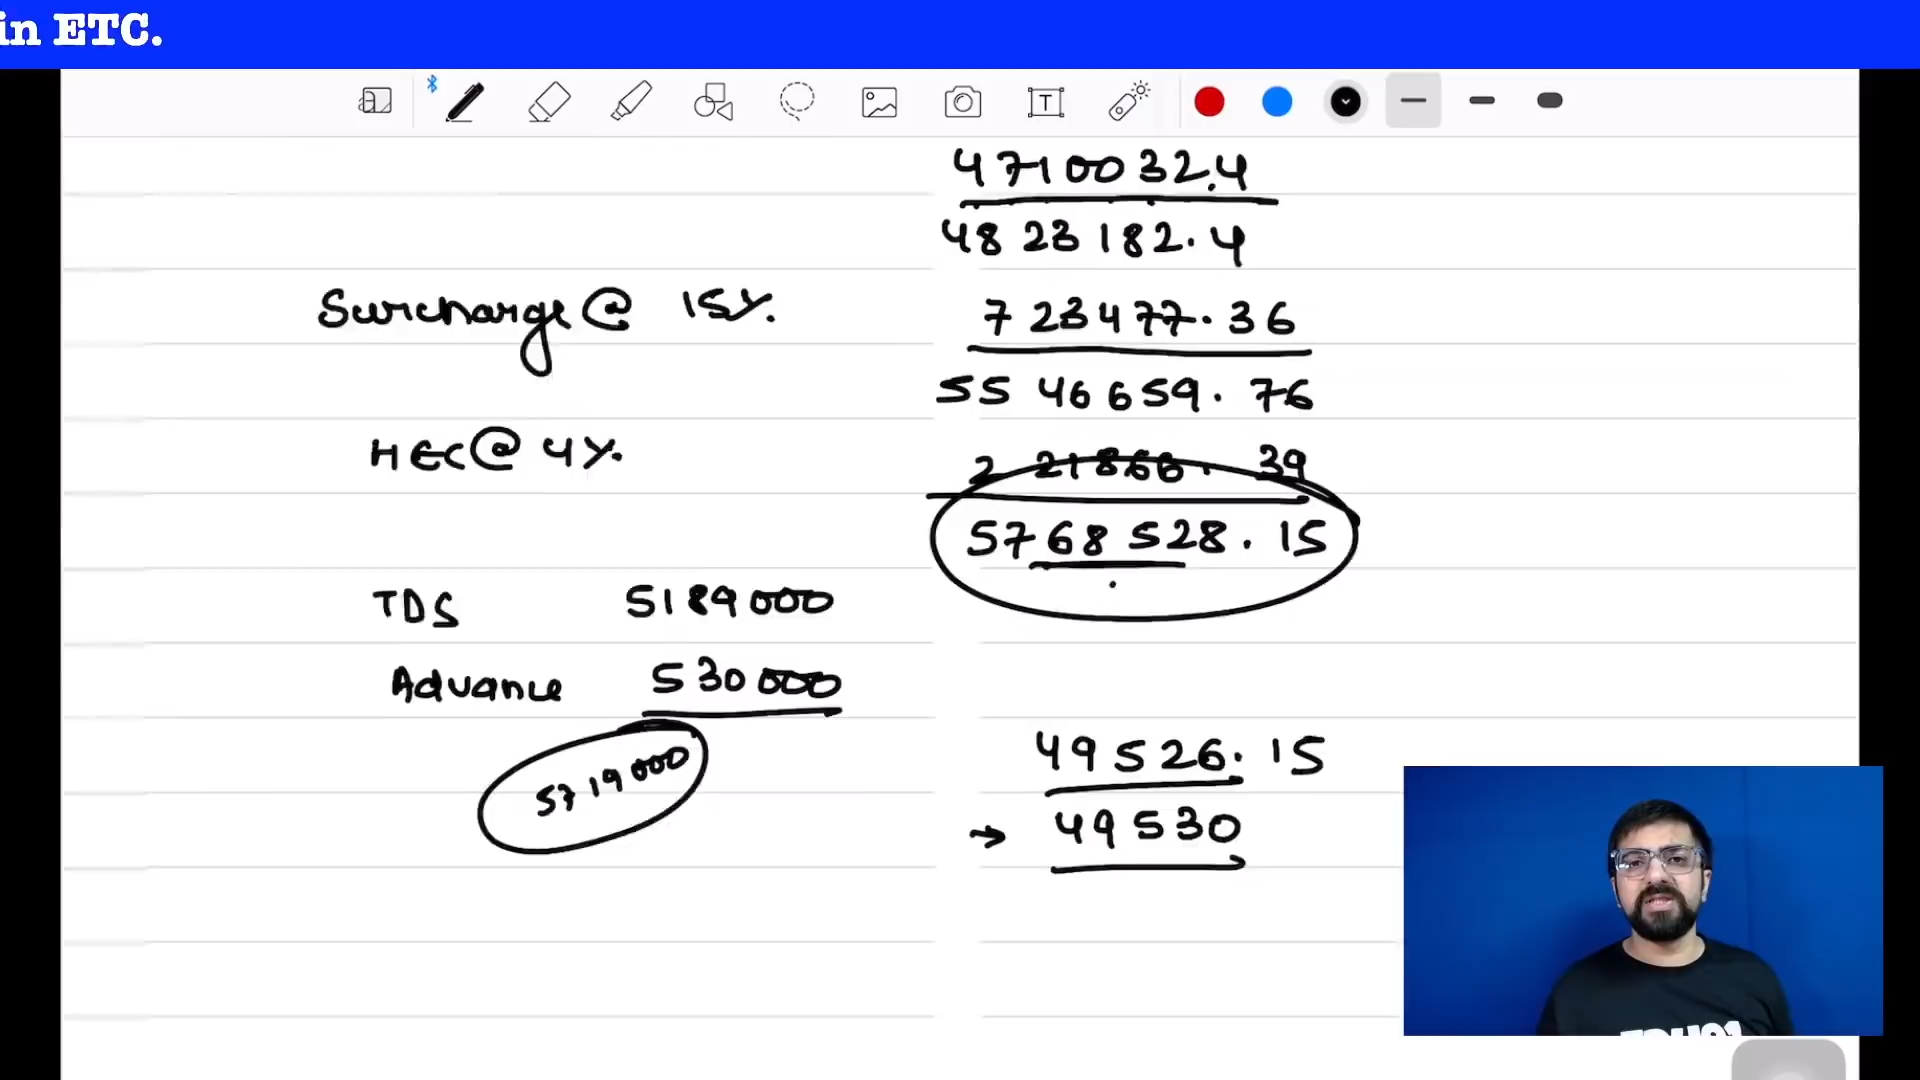 in ETC.
4710032.4
4823182.4
Surcharge @ 15%. 723477.36
5546659.76
HEC @ 4%. 221866. 39
5768528.15
TDS 5189000
Advance 530000
5719000
49526.15
→ 49530
T